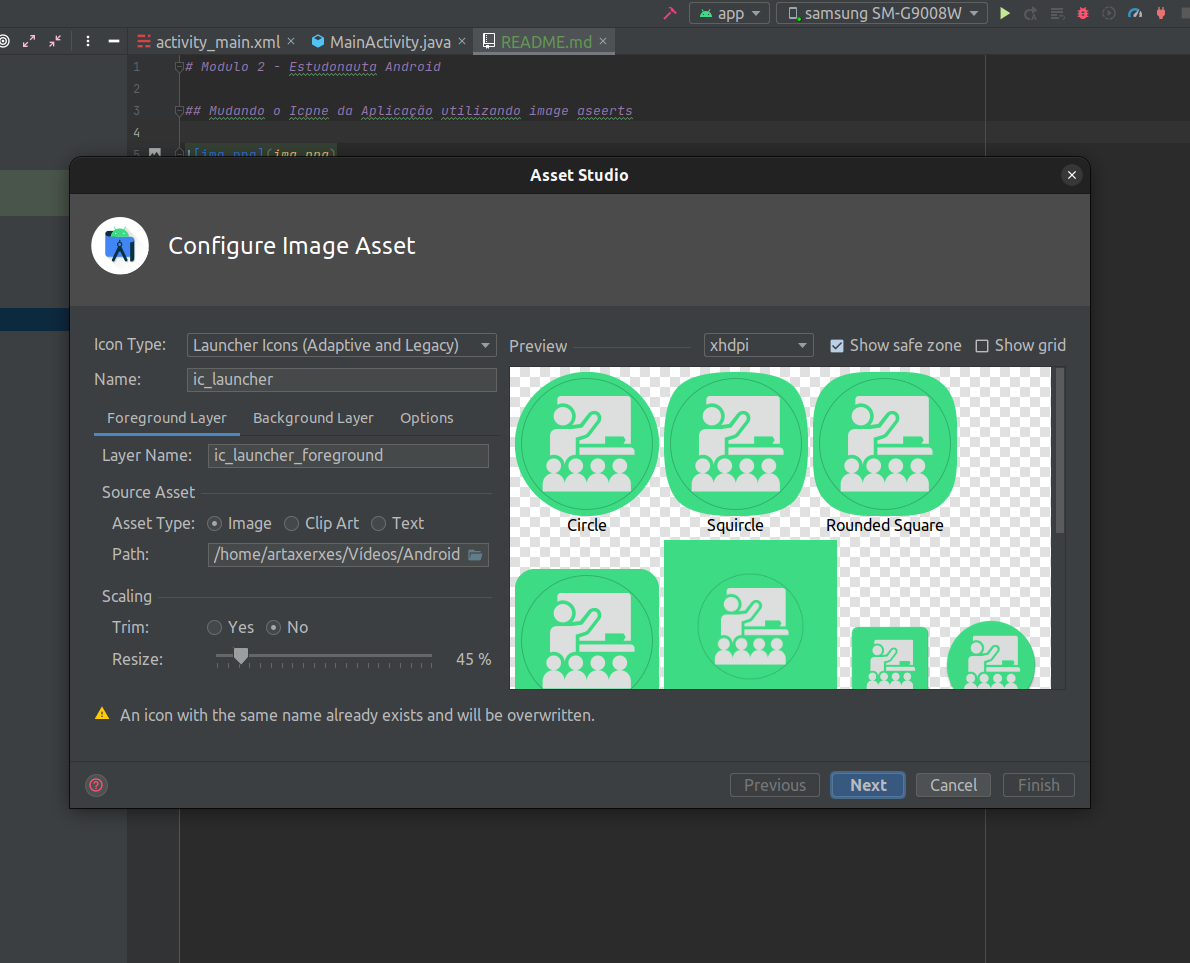 app
samsung SM-G9008W
activity_main.xml
MainActivity.java
README.md
1 # Modulo 2 - Estudonauta Android
2
3 ## Mudando o Icpne da Aplicação utilizando image aseerts
4
5 ![img.png](img.png)
Asset Studio
Configure Image Asset
Icon Type: Launcher Icons (Adaptive and Legacy)
Name: ic_launcher
Foreground Layer Background Layer Options
Layer Name: ic_launcher_foreground
Source Asset
Asset Type: Image Clip Art Text
Path: /home/artaxerxes/Vídeos/Android
Scaling
Trim: Yes No
Resize: 45 %
Preview xhdpi Show safe zone Show grid
Circle Squircle Rounded Square
An icon with the same name already exists and will be overwritten.
Previous Next Cancel Finish